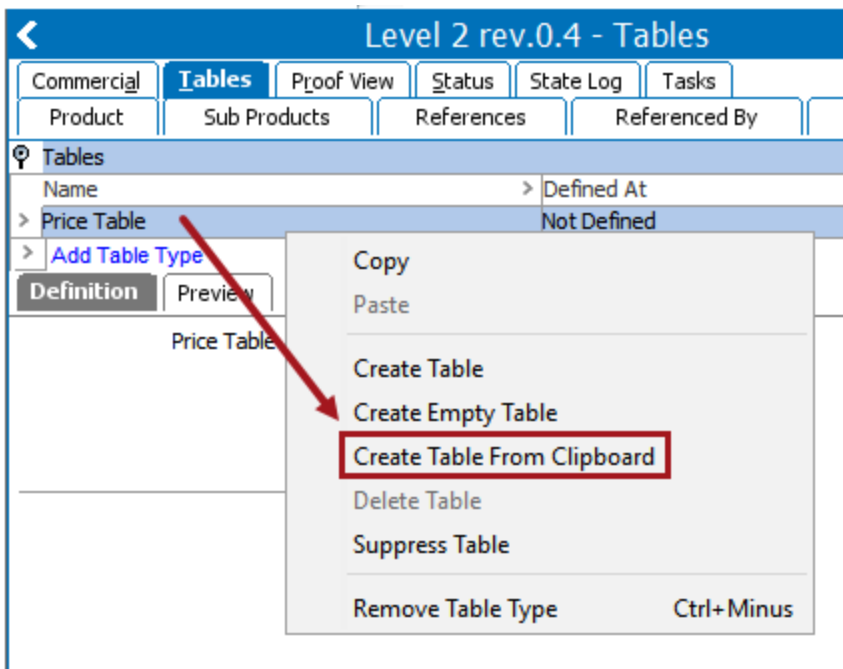 Level 2 rev.0.4 - Tables
Commercial Tables Proof View Status State Log Tasks
Product Sub Products References Referenced By
Tables
Name > Defined At
> Price Table Not Defined
> Add Table Type
Definition Preview
Price Table
Copy
Paste
Create Table
Create Empty Table
Create Table From Clipboard
Delete Table
Suppress Table
Remove Table Type Ctrl+Minus